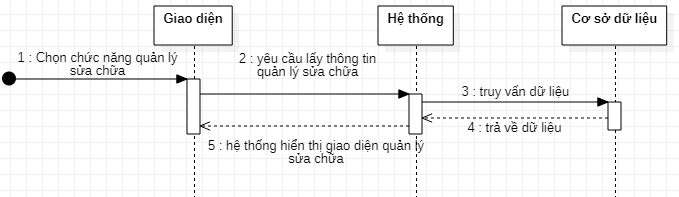 Giao diện
Hệ thống
Cơ sở dữ liệu
1 : Chọn chức năng quản lý
sửa chữa
2 : yêu cầu lấy thông tin
quản lý sửa chữa
3 : truy vấn dữ liệu
4 : trả về dữ liệu
5 : hệ thống hiển thị giao diện quản lý
sửa chữa